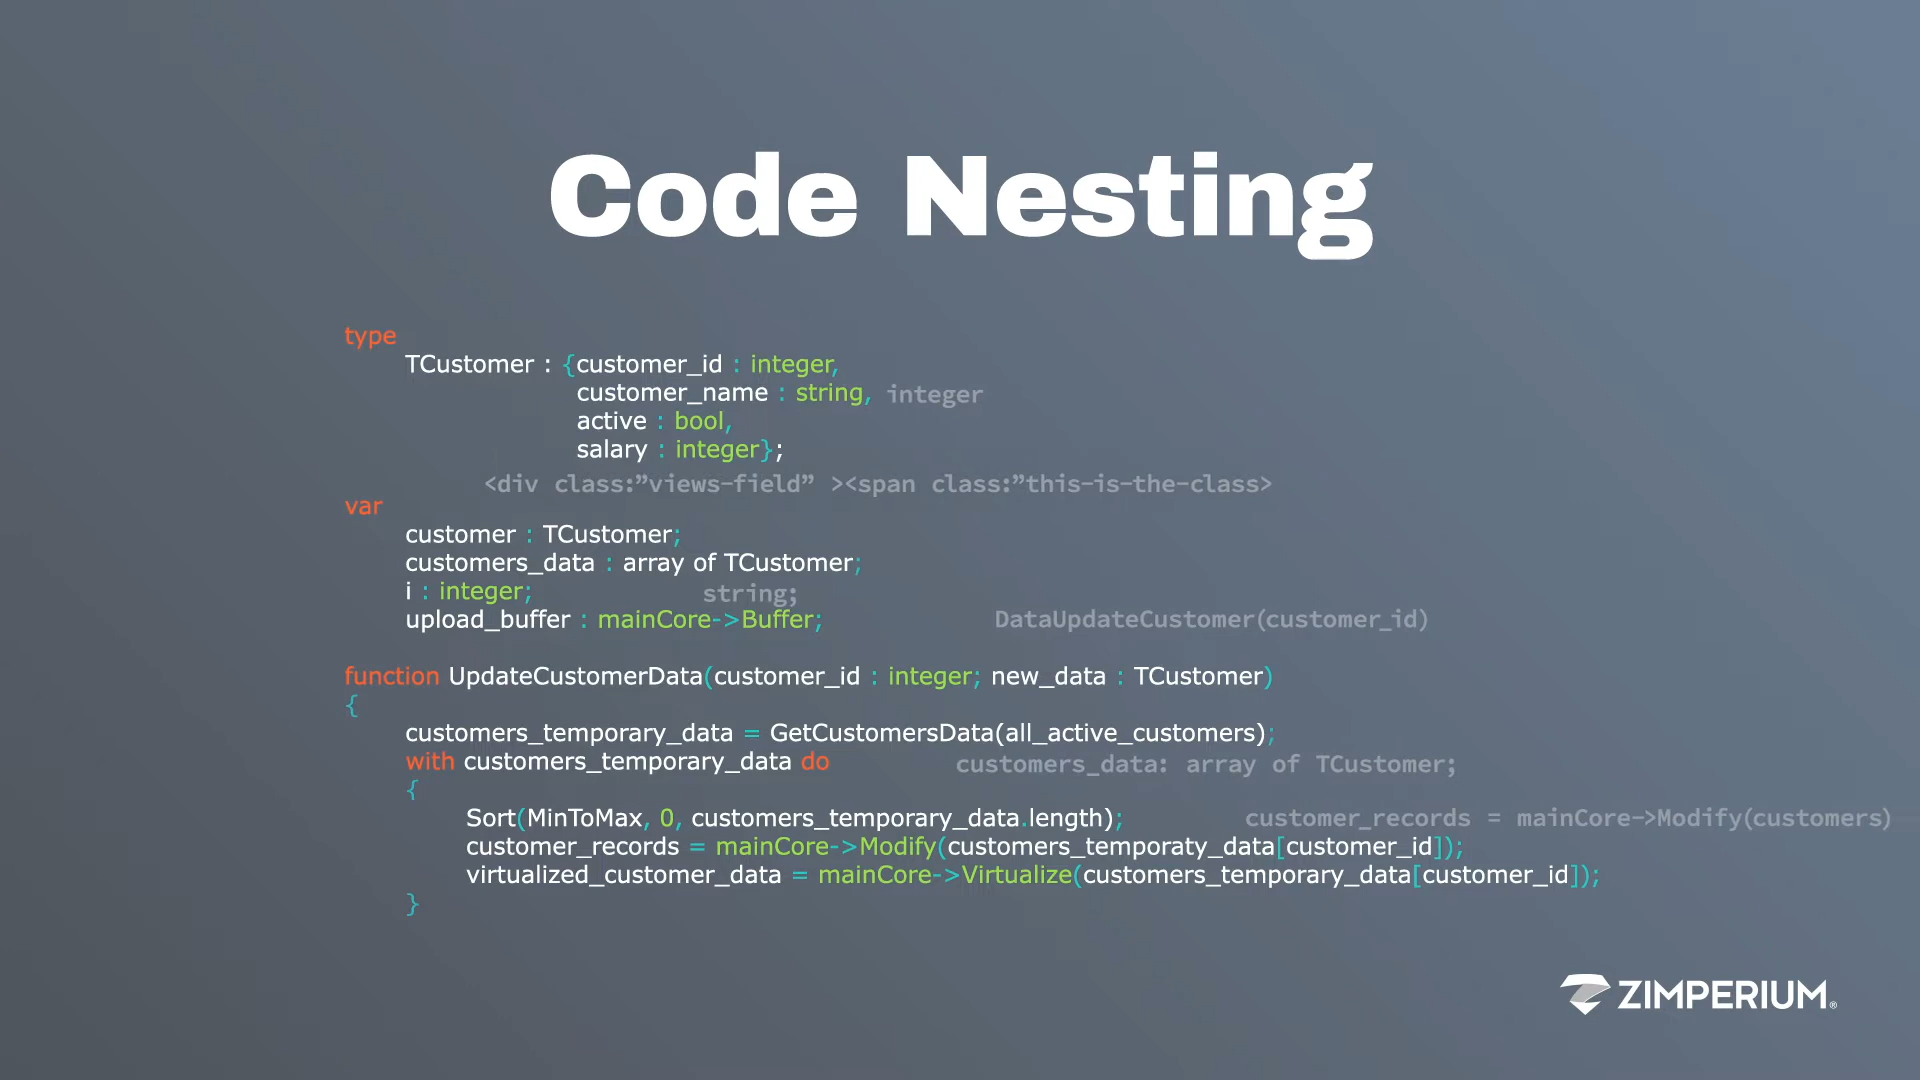 Code Nesting
type
TCustomer : {customer_id : integer,
customer_name : string, integer
active : bool,
salary : integer};
<div class:”views-field” ><span class:”this-is-the-class>
var
customer : TCustomer;
customers_data : array of TCustomer;
i : integer; string;
upload_buffer : mainCore->Buffer; DataUpdateCustomer(customer_id)
function UpdateCustomerData(customer_id : integer; new_data : TCustomer)
{
customers_temporary_data = GetCustomersData(all_active_customers);
with customers_temporary_data do customers_data: array of TCustomer;
{
Sort(MinToMax, 0, customers_temporary_data.length); customer_records = mainCore->Modify(customers)
customer_records = mainCore->Modify(customers_temporaty_data[customer_id]);
virtualized_customer_data = mainCore->Virtualize(customers_temporary_data[customer_id]);
}
ZIMPERIUM®